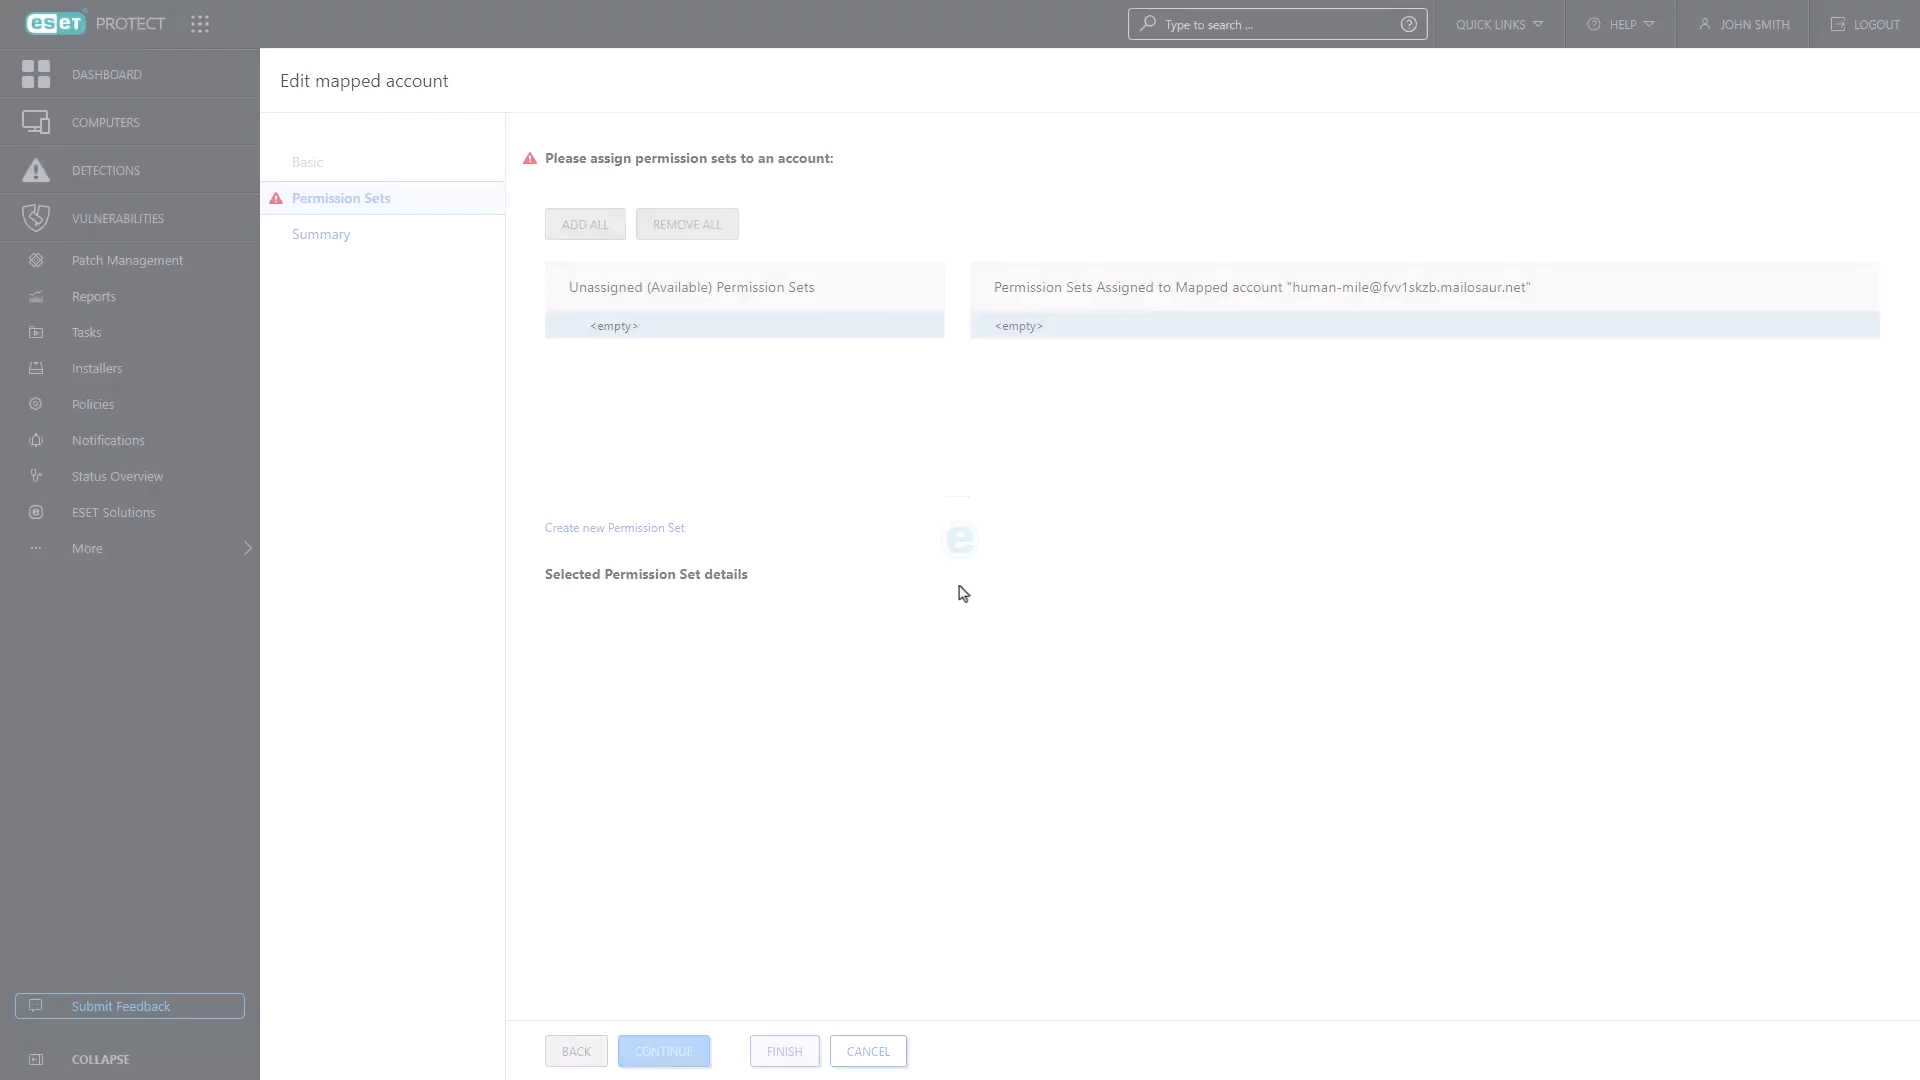 eset PROTECT
Type to search ...
QUICK LINKS
HELP
JOHN SMITH
LOGOUT
DASHBOARD
COMPUTERS
DETECTIONS
VULNERABILITIES
Patch Management
Reports
Tasks
Installers
Policies
Notifications
Status Overview
ESET Solutions
More
Submit Feedback
COLLAPSE
Edit mapped account
Basic
Permission Sets
Summary
Please assign permission sets to an account:
ADD ALL
REMOVE ALL
Unassigned (Available) Permission Sets
<empty>
Permission Sets Assigned to Mapped account "human-mile@fvv1skzb.mailosaur.net"
<empty>
Create new Permission Set
e
Selected Permission Set details
BACK
CONTINUE
FINISH
CANCEL